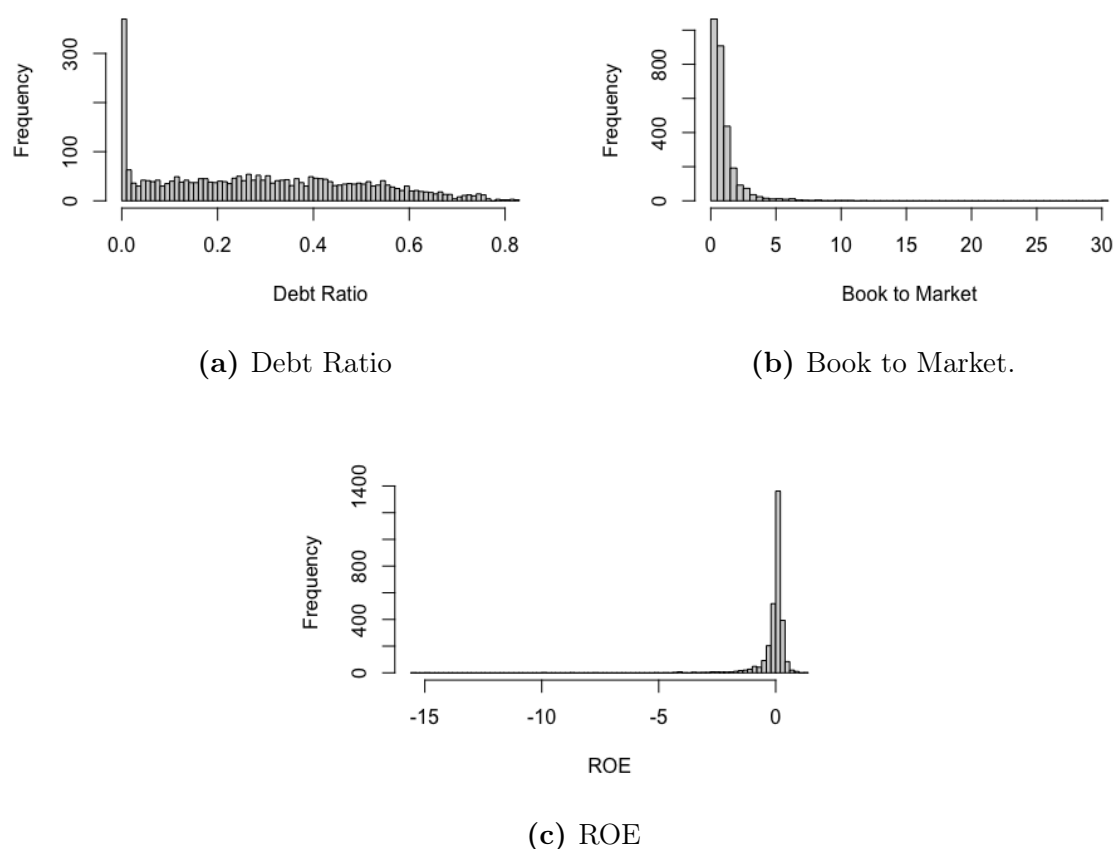 Frequency
300
100
0
0.0 0.2 0.4 0.6 0.8
Debt Ratio
(a) Debt Ratio
Frequency
800
400
0
0 5 10 15 20 25 30
Book to Market
(b) Book to Market.
Frequency
1400
800
400
0
-15 -10 -5 0
ROE
(c) ROE